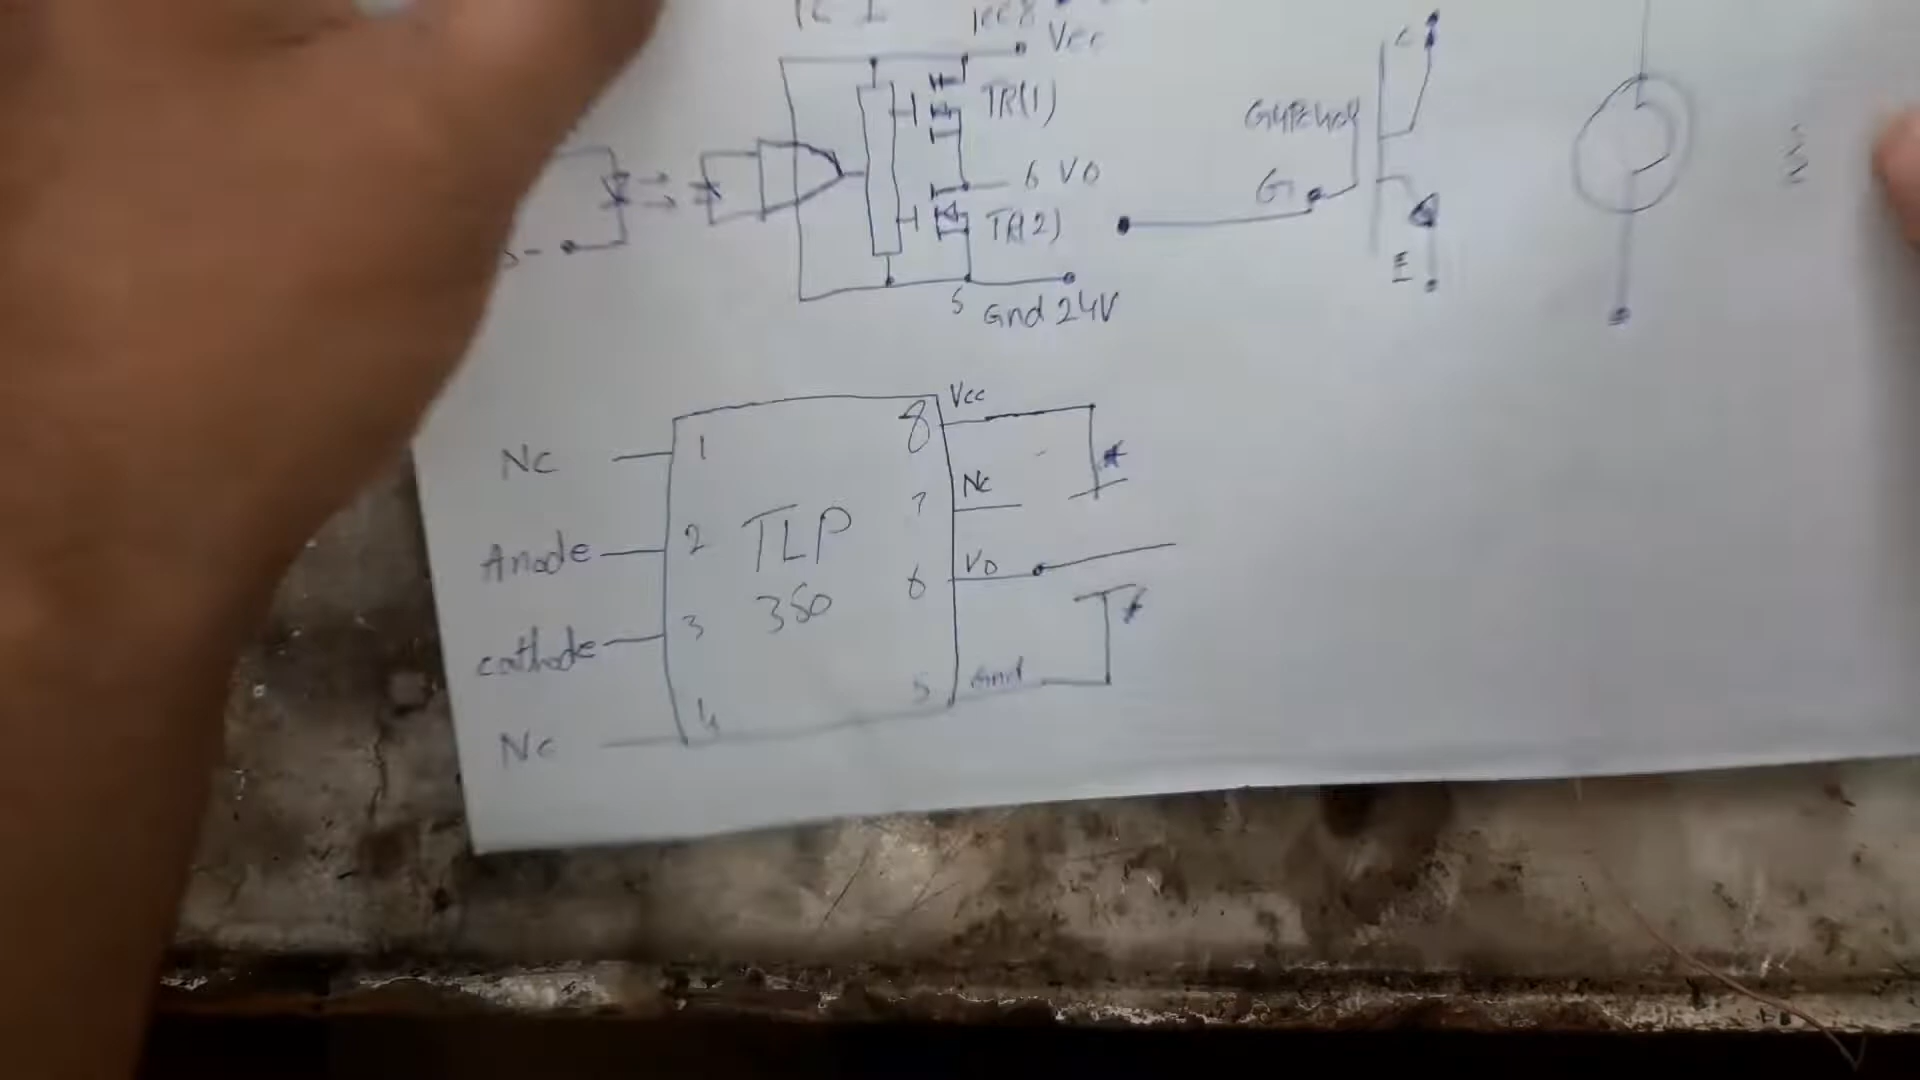 Vcc
TR(1)
6 VO
TR(2)
5
Gnd 24V
C
G
E
Vcc
Nc 1 8
Nc
7
Anode 2 TLP
VO
6
cathode 3 350
5 Gnd
Nc 4